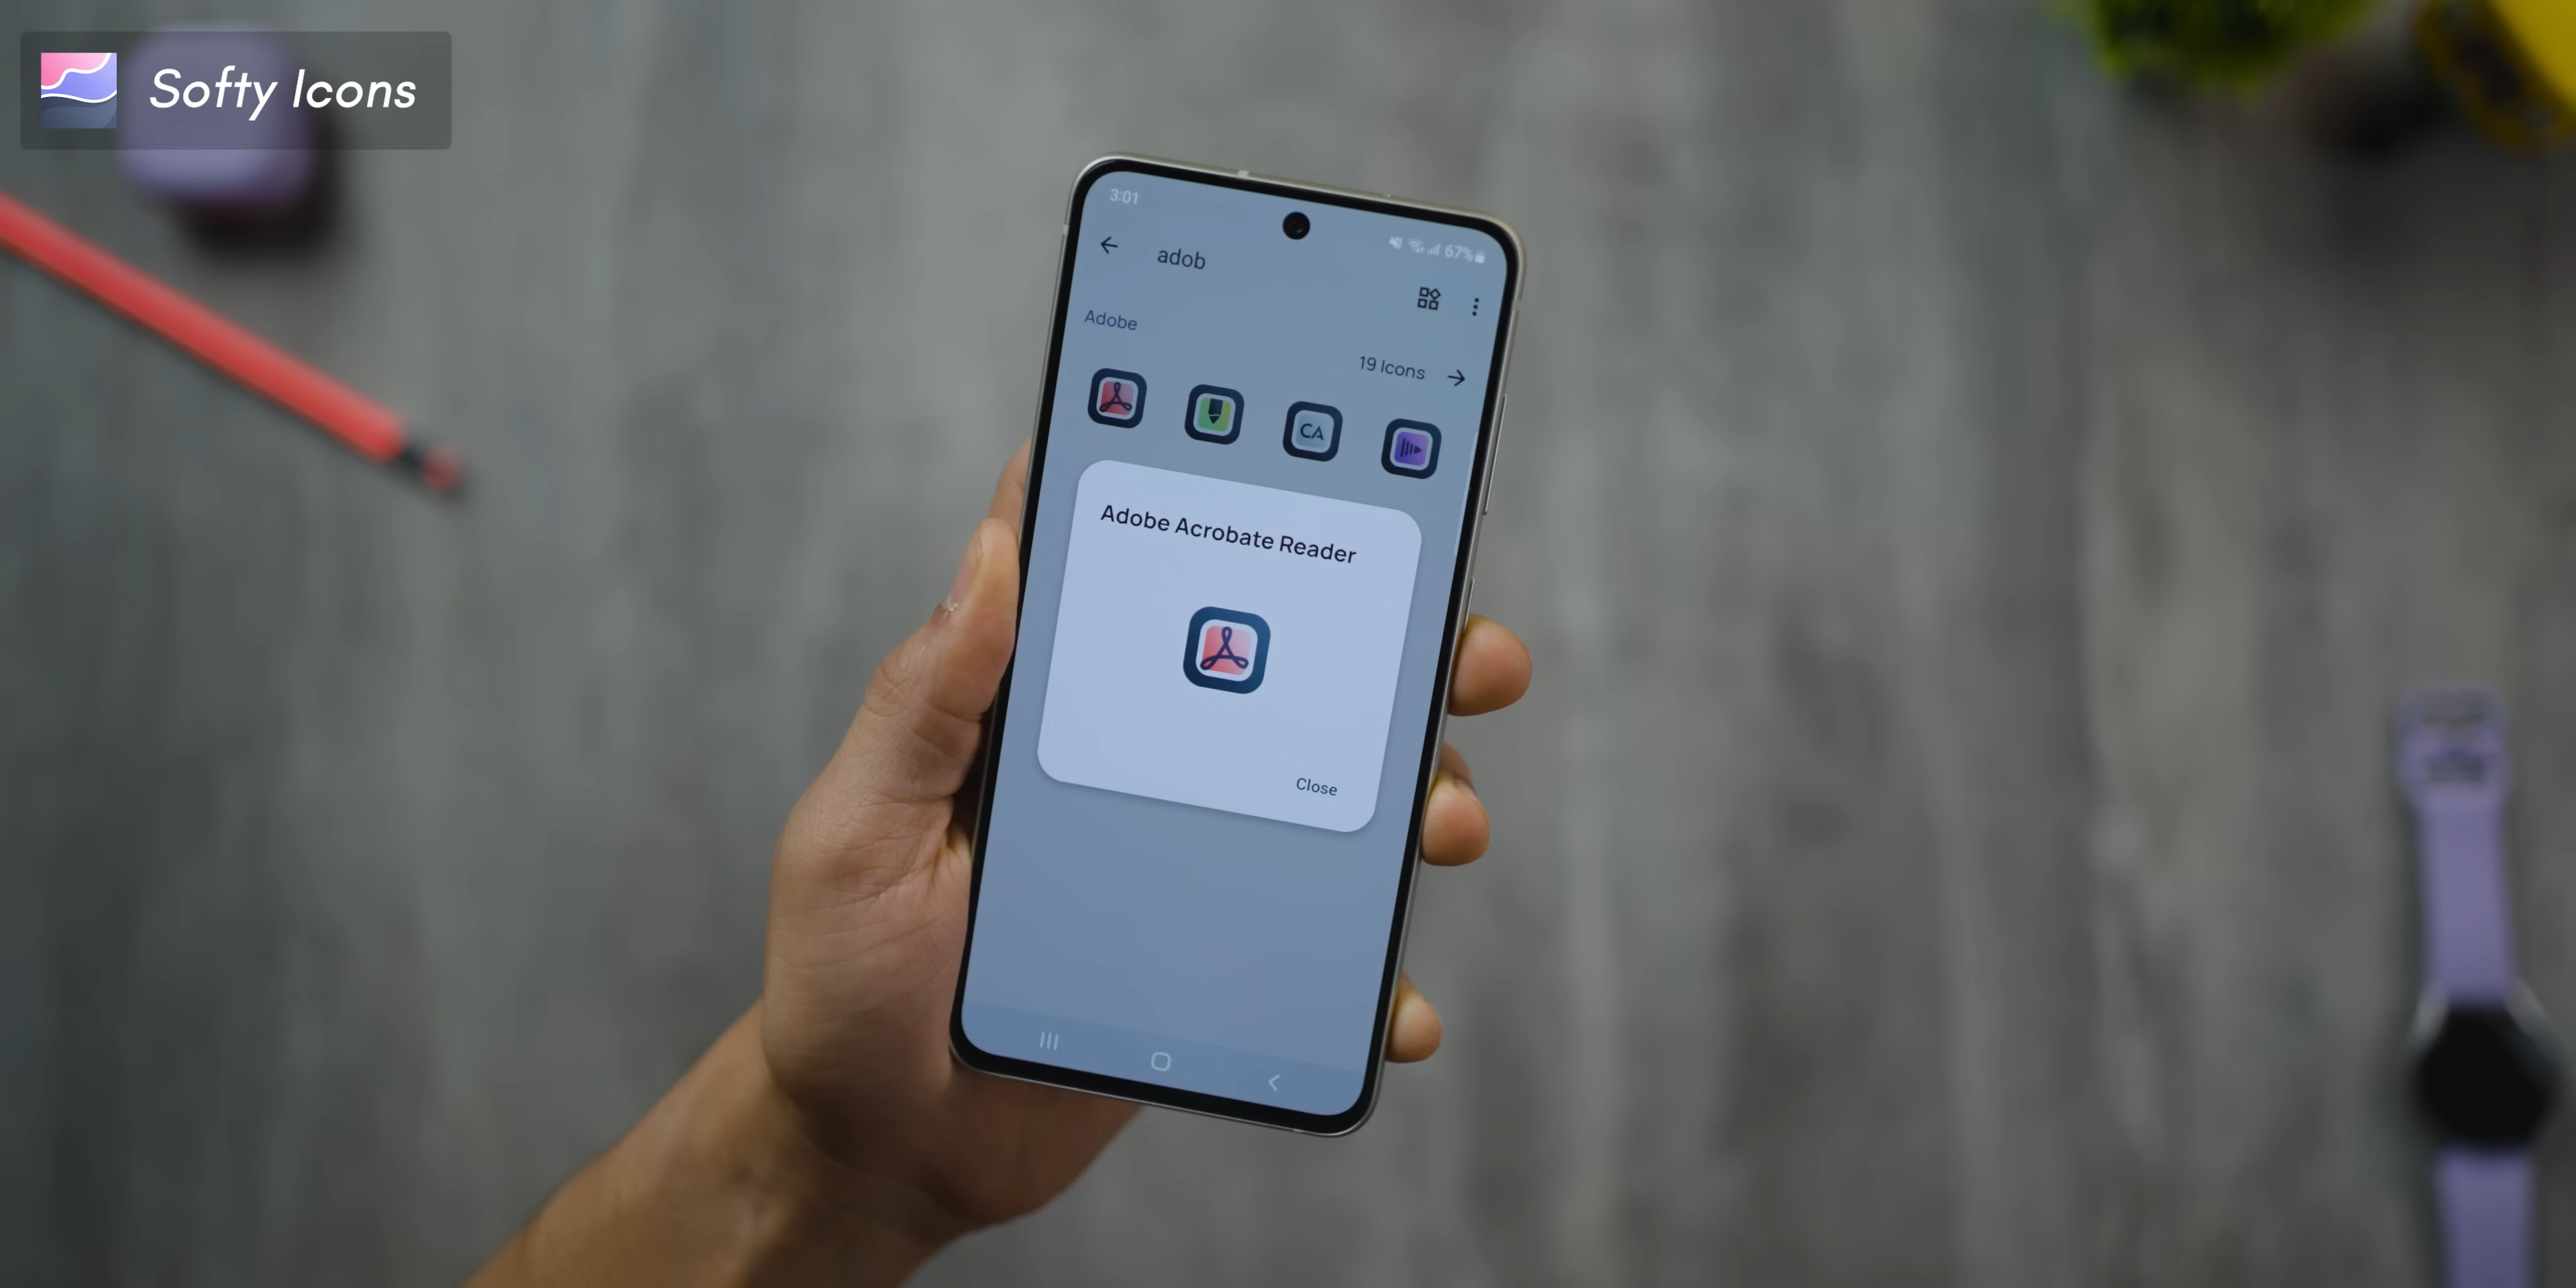 Softy Icons
3:01
67%
adob
Adobe
19 Icons
CA
Adobe Acrobate Reader
Close